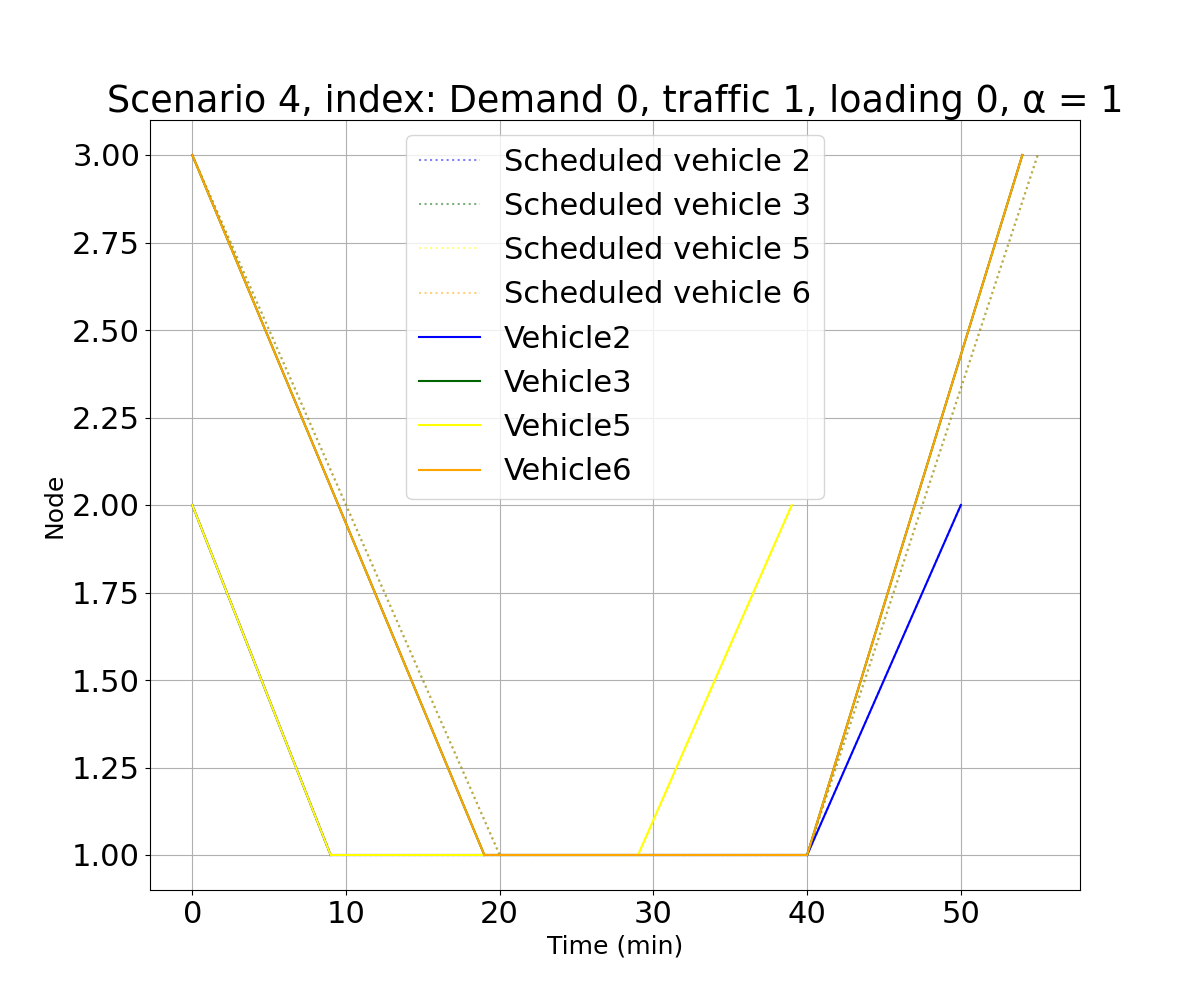 Scenario 4, index: Demand 0, traffic 1, loading 0, α = 1
3.00
2.75
2.50
2.25
2.00
1.75
1.50
1.25
1.00
Node
Scheduled vehicle 2
Scheduled vehicle 3
Scheduled vehicle 5
Scheduled vehicle 6
Vehicle2
Vehicle3
Vehicle5
Vehicle6
0 10 20 30 40 50
Time (min)